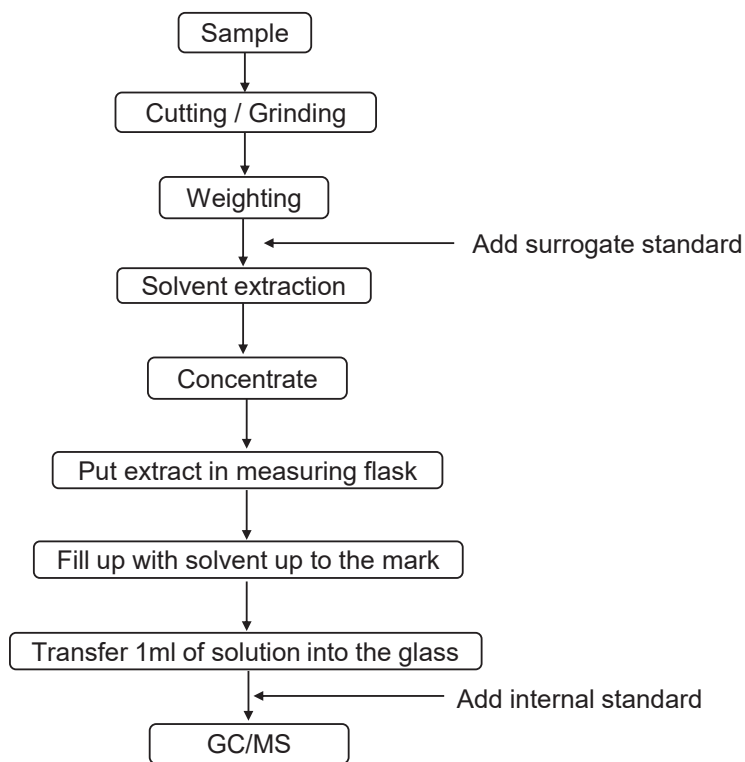 Sample
Cutting / Grinding
Weighting
Add surrogate standard
Solvent extraction
Concentrate
Put extract in measuring flask
Fill up with solvent up to the mark
Transfer 1ml of solution into the glass
Add internal standard
GC/MS